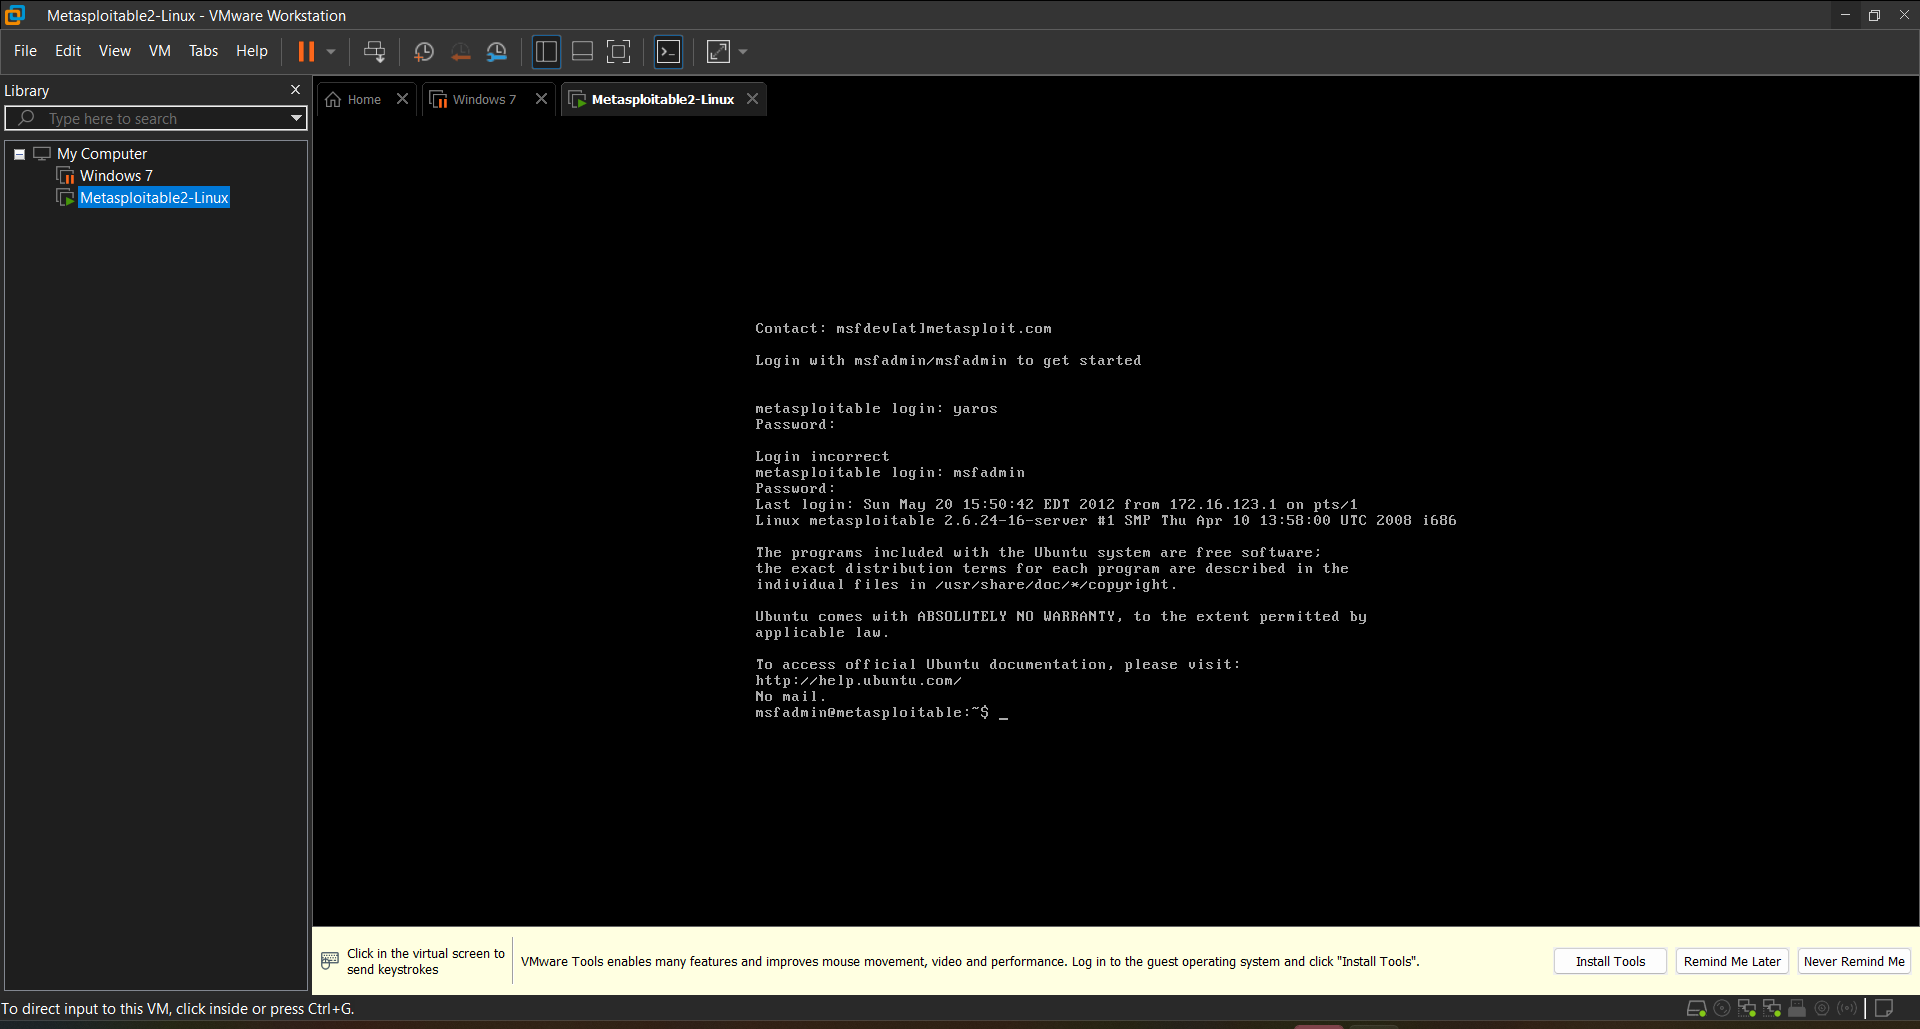 Metasploitable2-Linux - VMware Workstation
File Edit View VM Tabs Help
Library
Type here to search
My Computer
Windows 7
Metasploitable2-Linux
Home
Windows 7
Metasploitable2-Linux
Contact: msfdev[at]metasploit.com
Login with msfadmin/msfadmin to get started
metasploitable login: yaros
Password:
Login incorrect
metasploitable login: msfadmin
Password:
Last login: Sun May 20 15:50:42 EDT 2012 from 172.16.123.1 on pts/1
Linux metasploitable 2.6.24-16-server #1 SMP Thu Apr 10 13:58:00 UTC 2008 i686
The programs included with the Ubuntu system are free software;
the exact distribution terms for each program are described in the
individual files in /usr/share/doc/*/copyright.
Ubuntu comes with ABSOLUTELY NO WARRANTY, to the extent permitted by
applicable law.
To access official Ubuntu documentation, please visit:
http://help.ubuntu.com/
No mail.
msfadmin@metasploitable:~$ _
Click in the virtual screen to
send keystrokes
VMware Tools enables many features and improves mouse movement, video and performance. Log in to the guest operating system and click "Install Tools".
Install Tools
Remind Me Later
Never Remind Me
To direct input to this VM, click inside or press Ctrl+G.